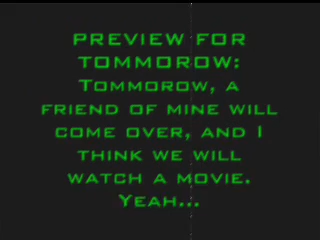 PREVIEW FOR
TOMMOROW:
TOMMOROW, A
FRIEND OF MINE WILL
COME OVER, AND I
THINK WE WILL
WATCH A MOVIE.
YEAH...